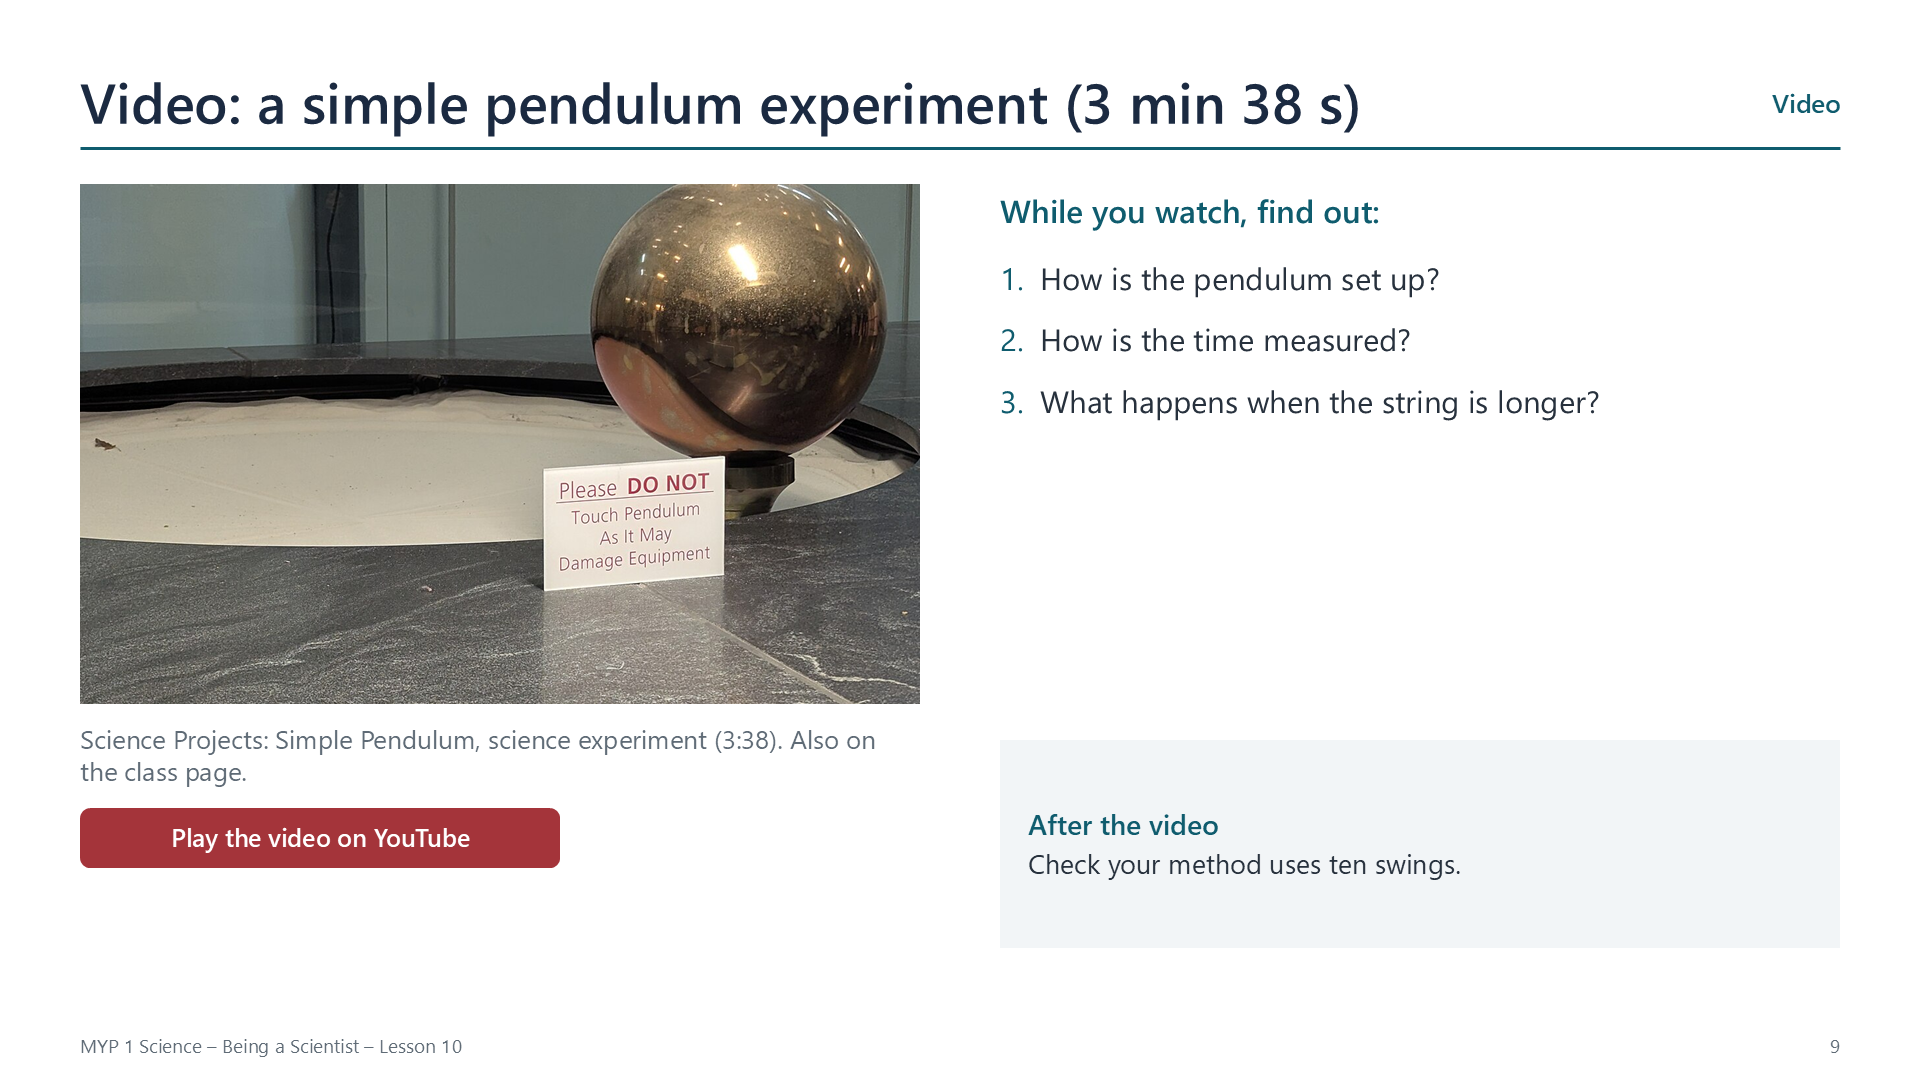 Video: a simple pendulum experiment (3 min 38 s)
Video
Please DO NOT
Touch Pendulum
As It May
Damage Equipment
Science Projects: Simple Pendulum, science experiment (3:38). Also on
the class page.
Play the video on YouTube
While you watch, find out:
1. How is the pendulum set up?
2. How is the time measured?
3. What happens when the string is longer?
After the video
Check your method uses ten swings.
MYP 1 Science – Being a Scientist – Lesson 10
9